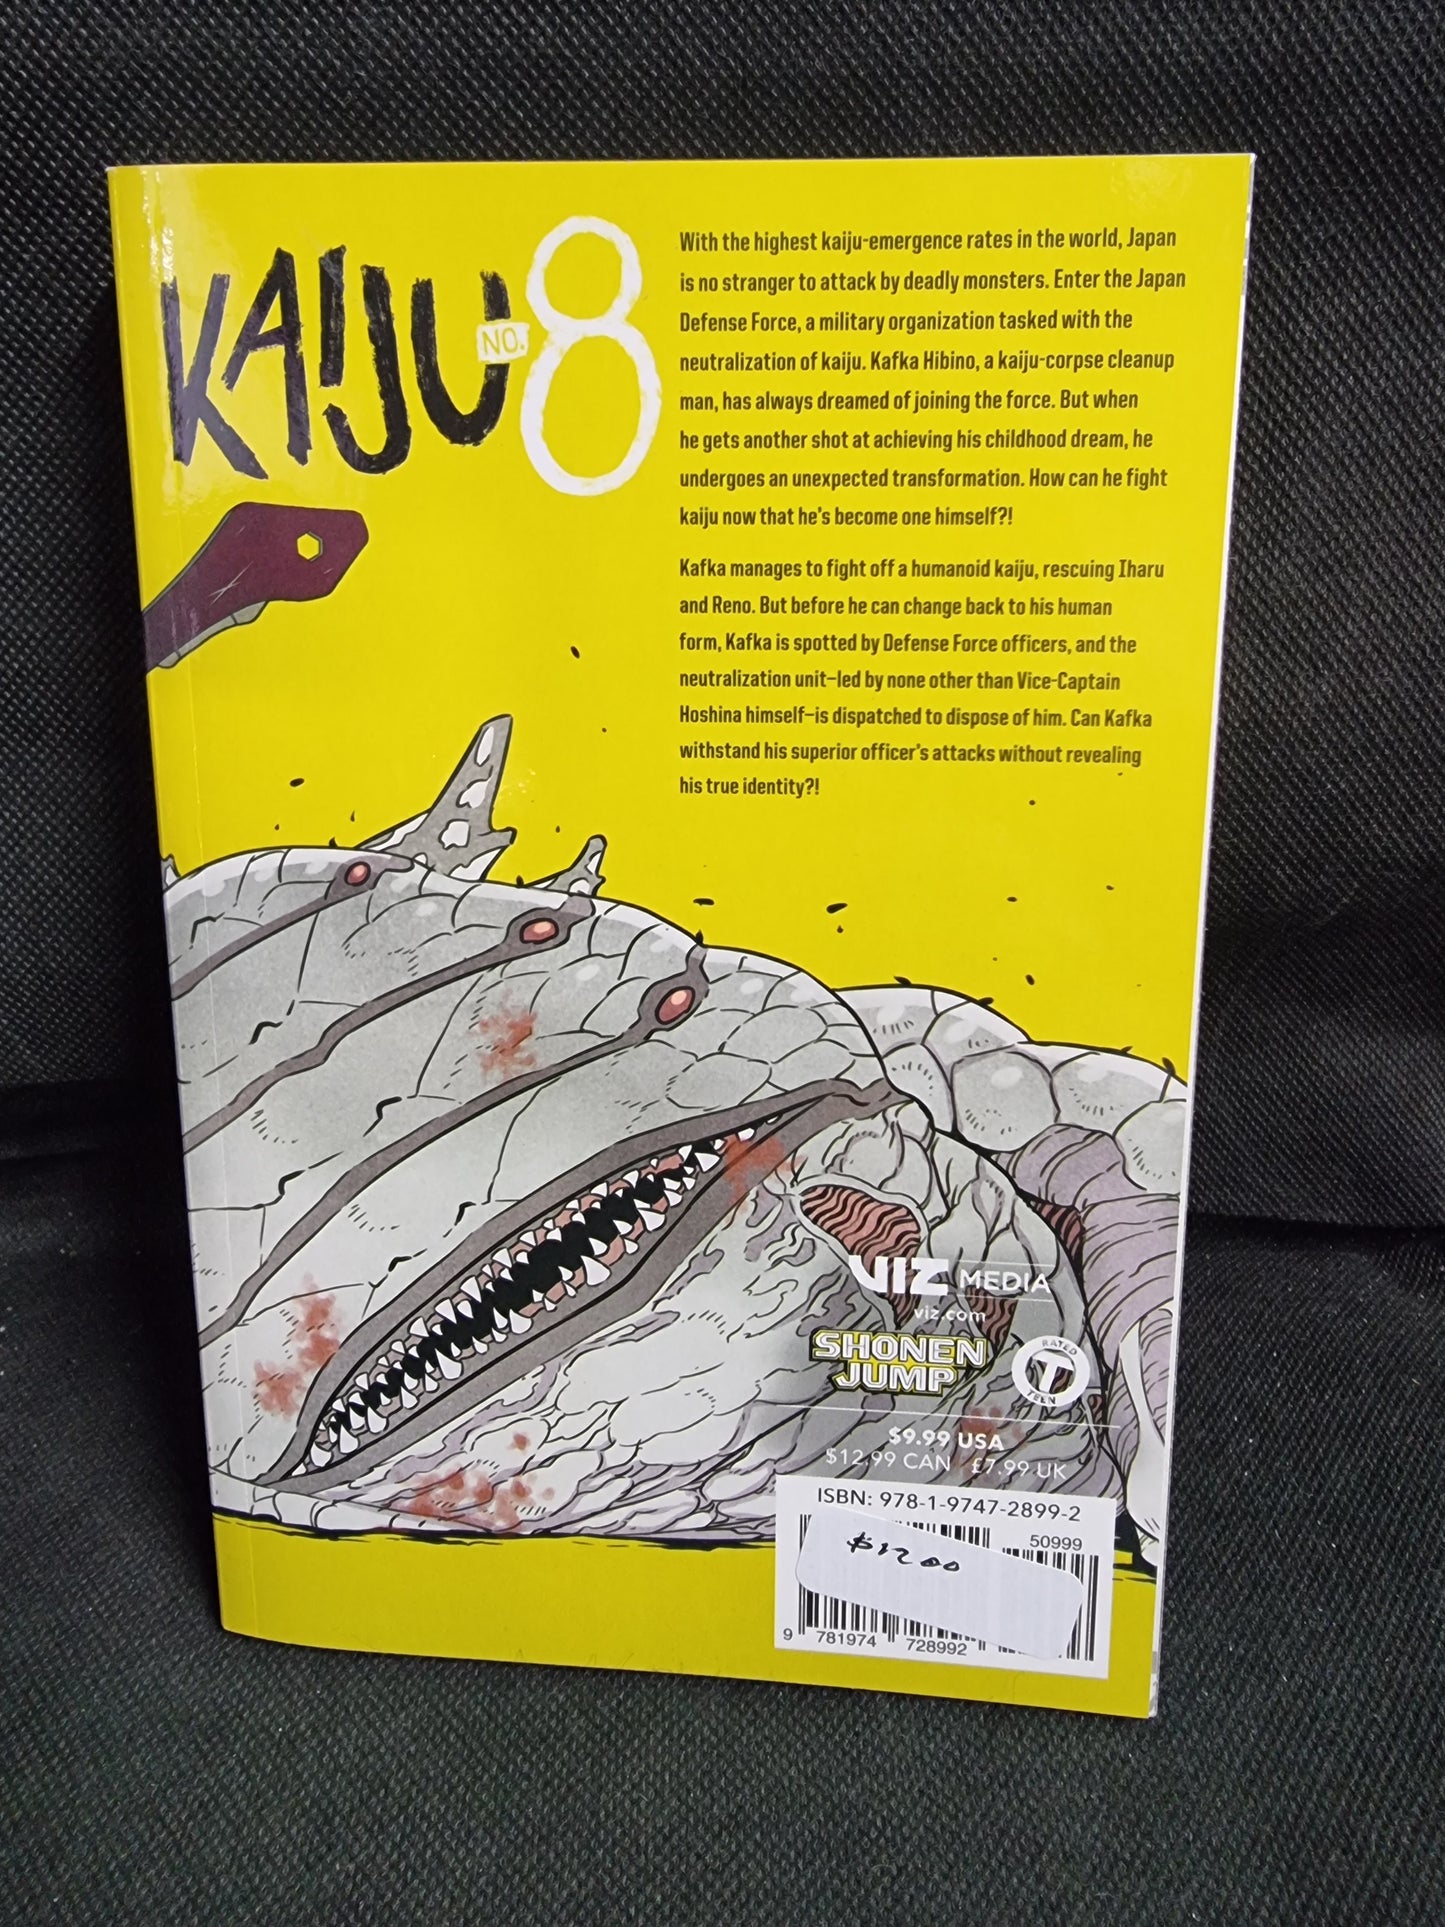 KAIJU NO. 8
With the highest kaiju-emergence rates in the world, Japan
is no stranger to attack by deadly monsters. Enter the Japan
Defense Force, a military organization tasked with the
neutralization of kaiju. Kafka Hibino, a kaiju-corpse cleanup
man, has always dreamed of joining the force. But when
he gets another shot at achieving his childhood dream, he
undergoes an unexpected transformation. How can he fight
kaiju now that he's become one himself?!
Kafka manages to fight off a humanoid kaiju, rescuing Iharu
and Reno. But before he can change back to his human
form, Kafka is spotted by Defense Force officers, and the
neutralization unit—led by none other than Vice-Captain
Hoshina himself—is dispatched to dispose of him. Can Kafka
withstand his superior officer's attacks without revealing
his true identity?!
VIZ MEDIA
viz.com
SHONEN
JUMP
RATED
T
TEEN
$9.99 USA
$12.99 CAN £7.99 UK
ISBN: 978-1-9747-2899-2
50999
$12.00
9 781974 728992